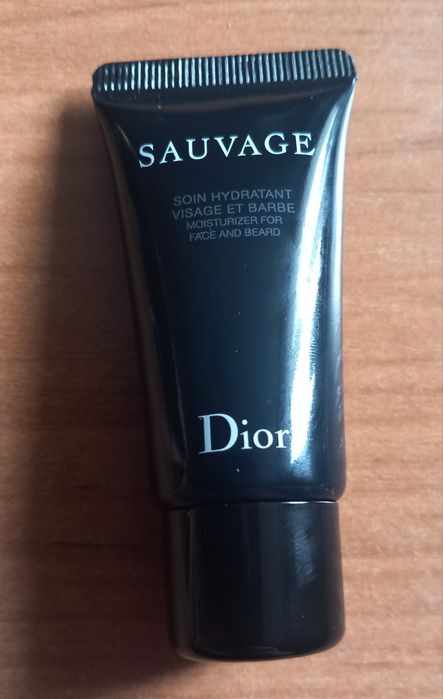 SAUVAGE
SOIN HYDRATANT
VISAGE ET BARBE
MOISTURIZER FOR
FACE AND BEARD
Dior